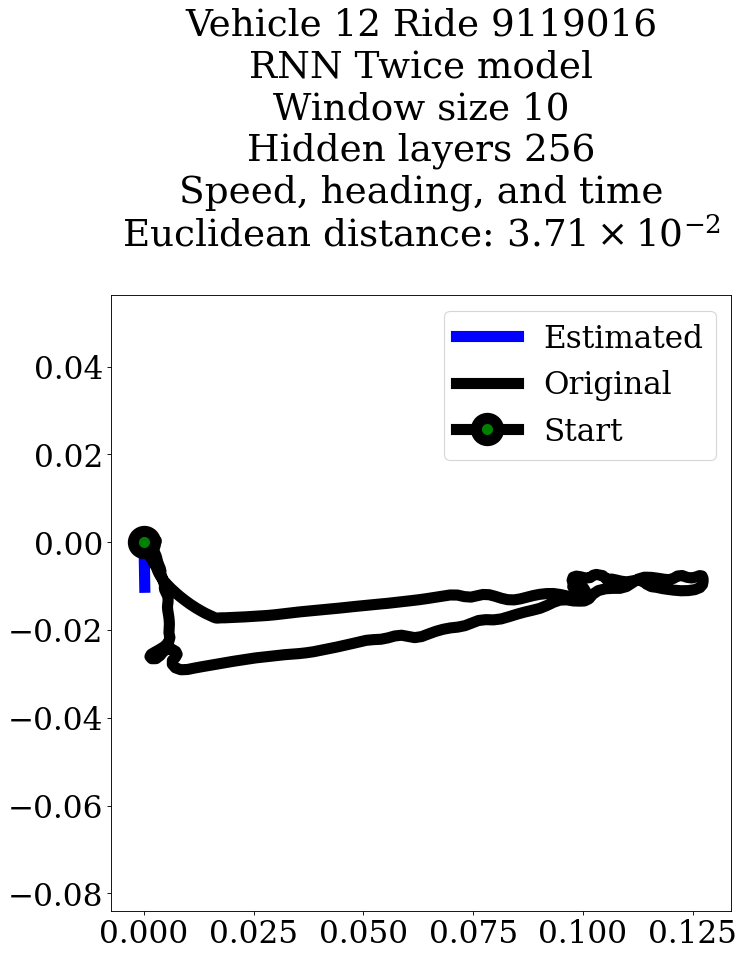 Vehicle 12 Ride 9119016
RNN Twice model
Window size 10
Hidden layers 256
Speed, heading, and time
Euclidean distance: 3.71 × 10⁻²
Estimated
Original
Start
0.04
0.02
0.00
−0.02
−0.04
−0.06
−0.08
0.000 0.025 0.050 0.075 0.100 0.125